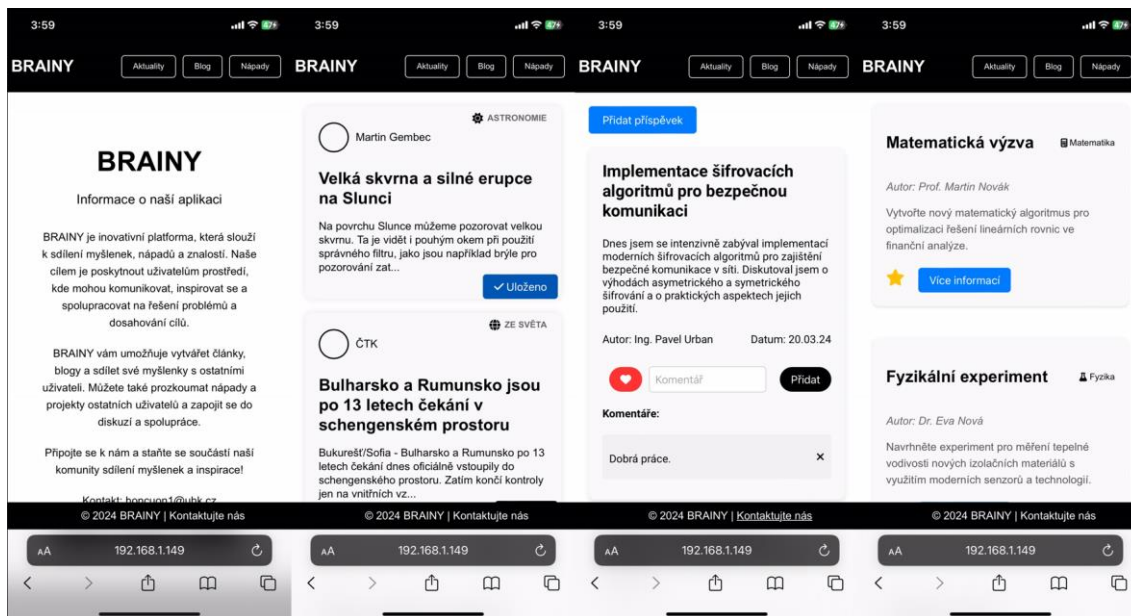 3:59
47
BRAINY
Aktuality
Blog
Nápady
BRAINY
Informace o naší aplikaci
BRAINY je inovativní platforma, která slouží
k sdílení myšlenek, nápadů a znalostí. Naše
cílem je poskytnout uživatelům prostředí,
kde mohou komunikovat, inspirovat se a
spolupracovat na řešení problémů a
dosahování cílů.
BRAINY vám umožňuje vytvářet články,
blogy a sdílet své myšlenky s ostatními
uživateli. Můžete také prozkoumat nápady a
projekty ostatních uživatelů a zapojit se do
diskuzí a spolupráce.
Připojte se k nám a staňte se součástí naší
komunity sdílení myšlenek a inspirace!
Kontakt: honcuon1@uhk.cz
© 2024 BRAINY | Kontaktujte nás
AA
192.168.1.149
3:59
47
BRAINY
Aktuality
Blog
Nápady
ASTRONOMIE
Martin Gembec
Velká skvrna a silné erupce
na Slunci
Na povrchu Slunce můžeme pozorovat velkou
skvrnu. Ta je vidět i pouhým okem při použití
správného filtru, jako jsou například brýle pro
pozorování zat...
Uloženo
ZE SVĚTA
ČTK
Bulharsko a Rumunsko jsou
po 13 letech čekání v
schengenském prostoru
Bukurešť/Sofia - Bulharsko a Rumunsko po 13
letech čekání dnes oficiálně vstoupily do
schengenského prostoru. Zatím končí kontroly
jen na vnitřních vz...
© 2024 BRAINY | Kontaktujte nás
AA
192.168.1.149
3:59
47
BRAINY
Aktuality
Blog
Nápady
Přidat příspěvek
Implementace šifrovacích
algoritmů pro bezpečnou
komunikaci
Dnes jsem se intenzivně zabýval implementací
moderních šifrovacích algoritmů pro zajištění
bezpečné komunikace v síti. Diskutoval jsem o
výhodách asymetrického a symetrického
šifrování a o praktických aspektech jejich
použití.
Autor: Ing. Pavel Urban
Datum: 20.03.24
Komentář
Přidat
Komentáře:
Dobrá práce.
© 2024 BRAINY | Kontaktujte nás
AA
192.168.1.149
3:59
47
BRAINY
Aktuality
Blog
Nápady
Matematická výzva
Matematika
Autor: Prof. Martin Novák
Vytvořte nový matematický algoritmus pro
optimalizaci řešení lineárních rovnic ve
finanční analýze.
Více informací
Fyzikální experiment
Fyzika
Autor: Dr. Eva Nová
Navrhněte experiment pro měření tepelné
vodivosti nových izolačních materiálů s
využitím moderních senzorů a technologií.
© 2024 BRAINY | Kontaktujte nás
AA
192.168.1.149